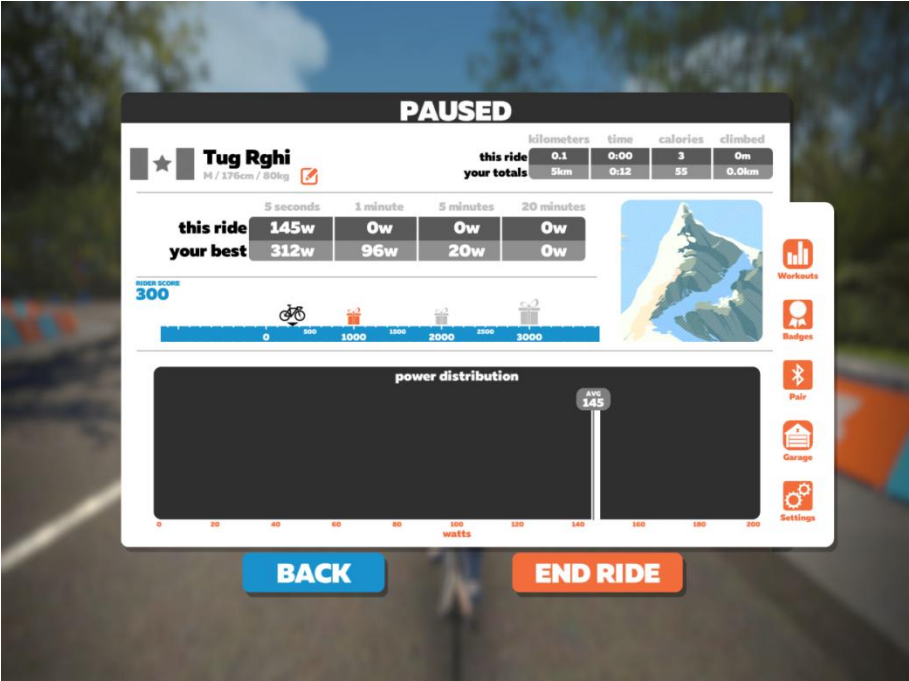 PAUSED
kilometers time calories climbed
Tug Rghi
this ride 0.1 0:00 3 0m
M / 176cm / 80kg
your totals 5km 0:12 55 0.0km
5 seconds 1 minute 5 minutes 20 minutes
this ride 145w 0w 0w 0w
your best 312w 96w 20w 0w
Workouts
RIDER SCORE
300
0 500 1000 1500 2000 2500 3000
Badges
power distribution
AVG
145
Pair
Garage
Settings
0 20 40 60 80 100 120 140 160 180 200
watts
BACK END RIDE